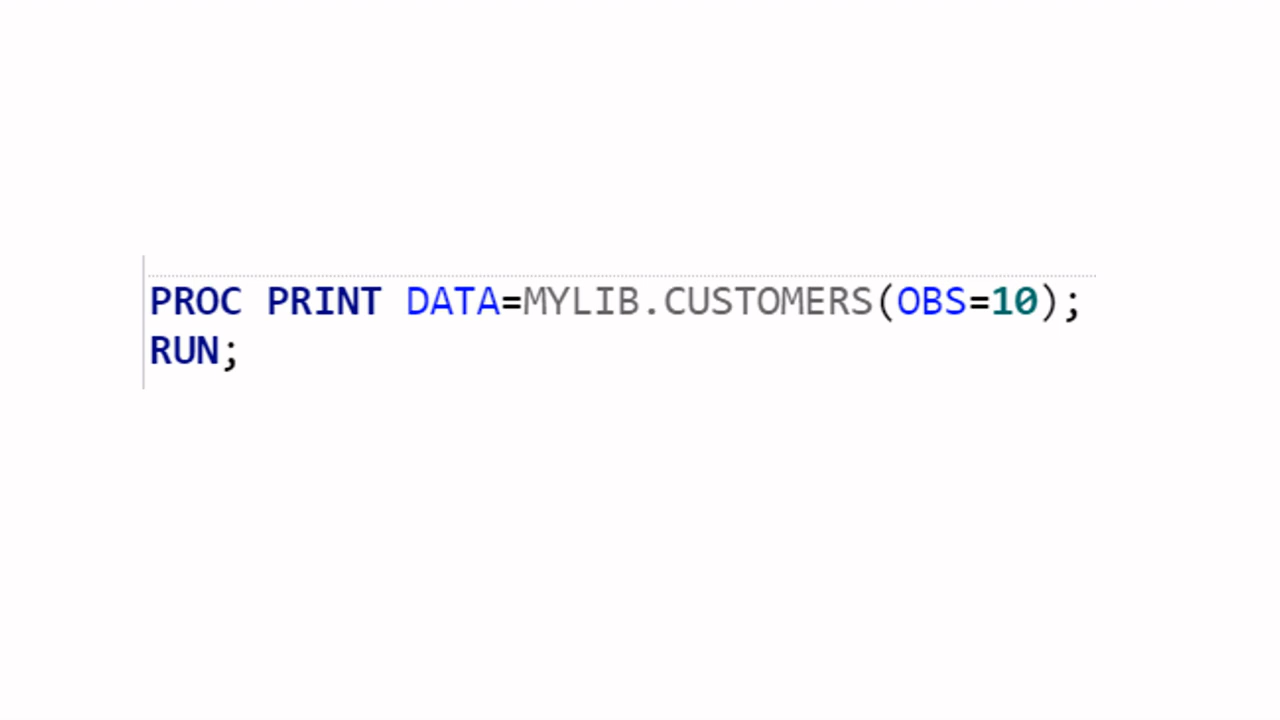 PROC PRINT DATA=MYLIB.CUSTOMERS(OBS=10);
RUN;